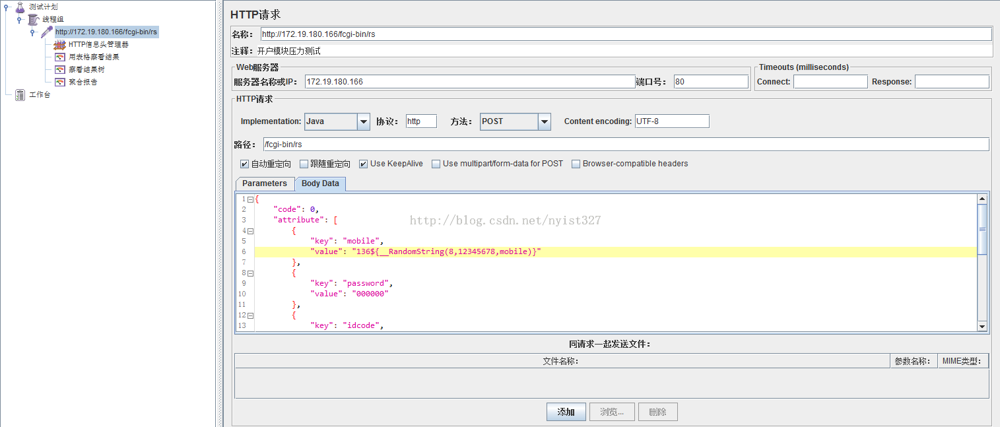 测试计划
线程组
http://172.19.180.166/fcgi-bin/rs
HTTP信息头管理器
用表格察看结果
察看结果树
聚合报告
工作台
HTTP请求
名称： http://172.19.180.166/fcgi-bin/rs
注释： 开户模块压力测试
Web服务器
服务器名称或IP： 172.19.180.166 端口号： 80
Timeouts (milliseconds)
Connect: Response:
HTTP请求
Implementation: Java 协议： http 方法： POST Content encoding: UTF-8
路径： /fcgi-bin/rs
自动重定向 跟随重定向 Use KeepAlive Use multipart/form-data for POST Browser-compatible headers
Parameters Body Data
1 {
2 "code": 0,
3 "attribute": [
4 {
5 "key": "mobile",
6 "value": "136${__RandomString(8,12345678,mobile)}"
7 },
8 {
9 "key": "password",
10 "value": "000000"
11 },
12 {
13 "key": "idcode",
http://blog.csdn.net/nyist327
同请求一起发送文件：
文件名称： 参数名称： MIME类型：
添加 浏览... 删除